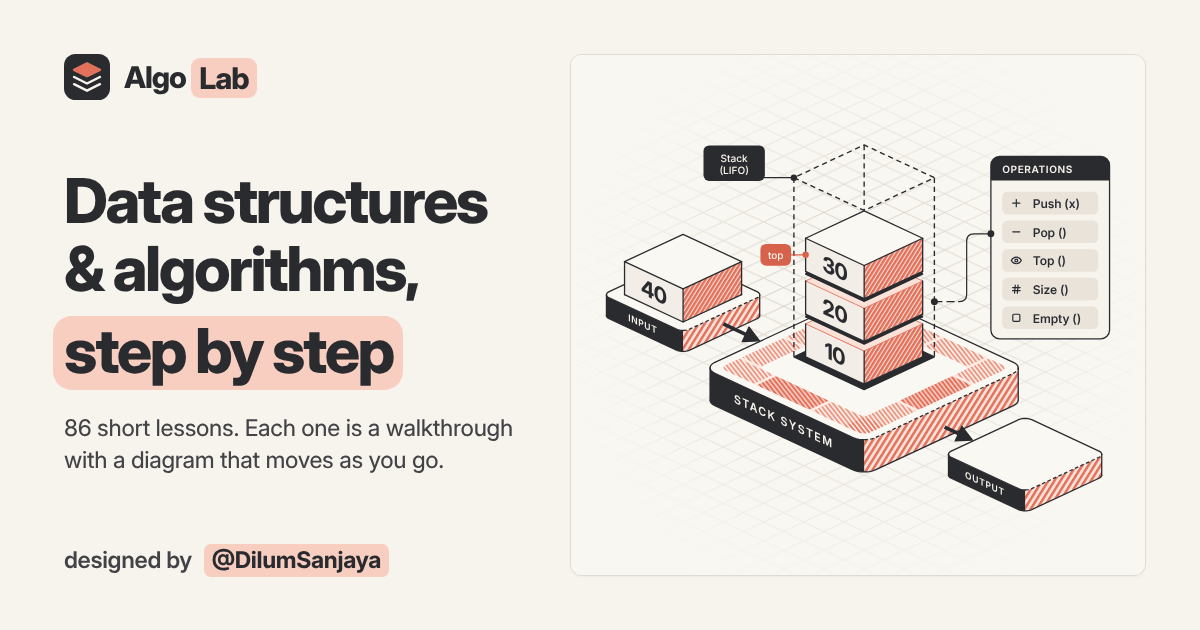 Algo Lab
Data structures
& algorithms,
step by step
86 short lessons. Each one is a walkthrough
with a diagram that moves as you go.
designed by @DilumSanjaya
Stack
(LIFO)
top
30
20
10
40
INPUT
STACK SYSTEM
OUTPUT
OPERATIONS
+ Push (x)
− Pop ()
Top ()
# Size ()
Empty ()